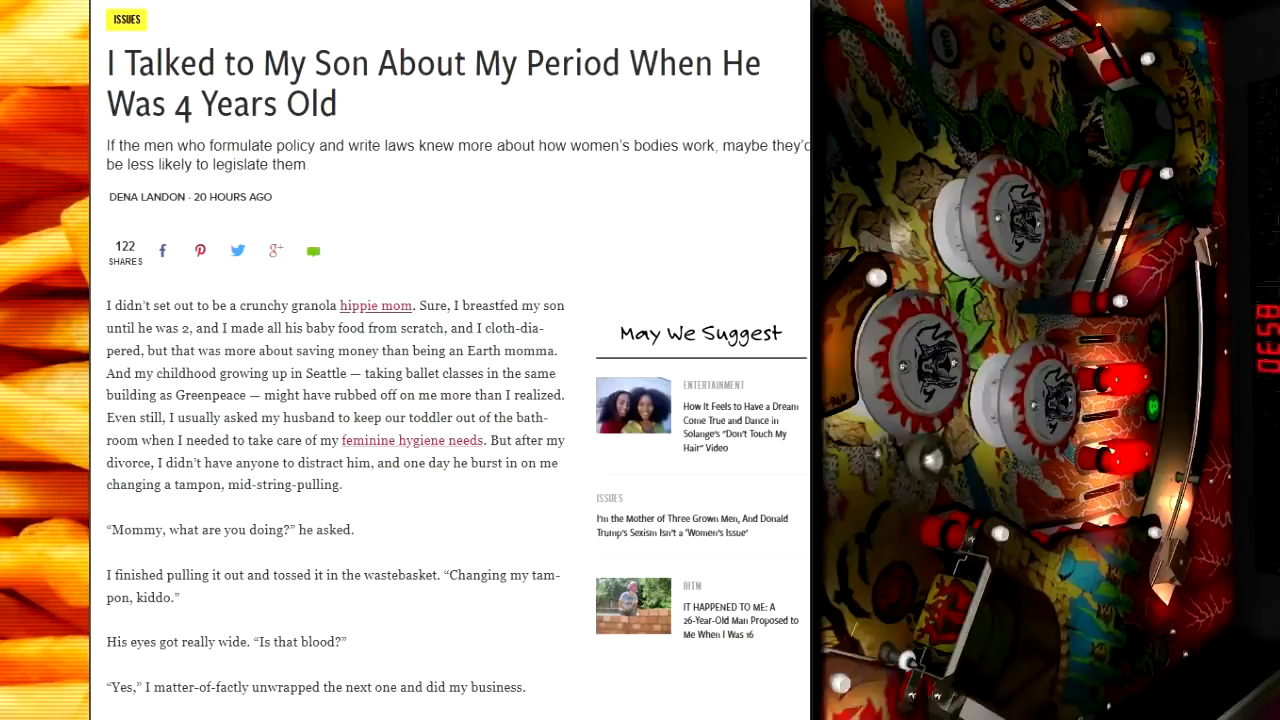 ISSUES
I Talked to My Son About My Period When He
Was 4 Years Old
If the men who formulate policy and write laws knew more about how women's bodies work, maybe they'd
be less likely to legislate them.
DENA LANDON · 20 HOURS AGO
122
SHARES
I didn't set out to be a crunchy granola hippie mom. Sure, I breastfed my son
until he was 2, and I made all his baby food from scratch, and I cloth-dia-
pered, but that was more about saving money than being an Earth momma.
And my childhood growing up in Seattle — taking ballet classes in the same
building as Greenpeace — might have rubbed off on me more than I realized.
Even still, I usually asked my husband to keep our toddler out of the bath-
room when I needed to take care of my feminine hygiene needs. But after my
divorce, I didn't have anyone to distract him, and one day he burst in on me
changing a tampon, mid-string-pulling.
“Mommy, what are you doing?” he asked.
I finished pulling it out and tossed it in the wastebasket. “Changing my tam-
pon, kiddo.”
His eyes got really wide. “Is that blood?”
“Yes,” I matter-of-factly unwrapped the next one and did my business.
May We Suggest
ENTERTAINMENT
How It Feels to Have a Dream
Come True and Dance in
Solange's "Don't Touch My
Hair" Video
ISSUES
I'm the Mother of Three Grown Men, And Donald
Trump's Sexism Isn't a 'Women's Issue'
IHTM
IT HAPPENED TO ME: A
26-Year-Old Man Proposed to
Me When I Was 16